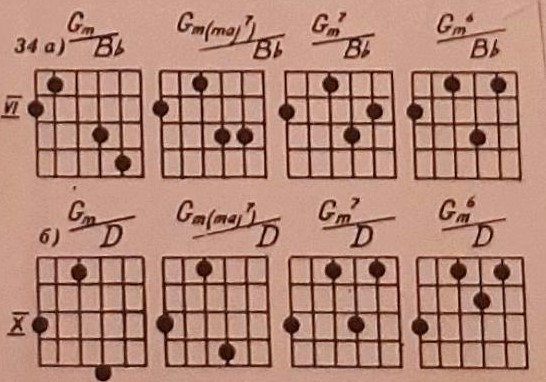 34 а) Gm/Bb Gm(maj7)/Bb Gm7/Bb Gm6/Bb
VI
б) Gm/D Gm(maj7)/D Gm7/D Gm6/D
X